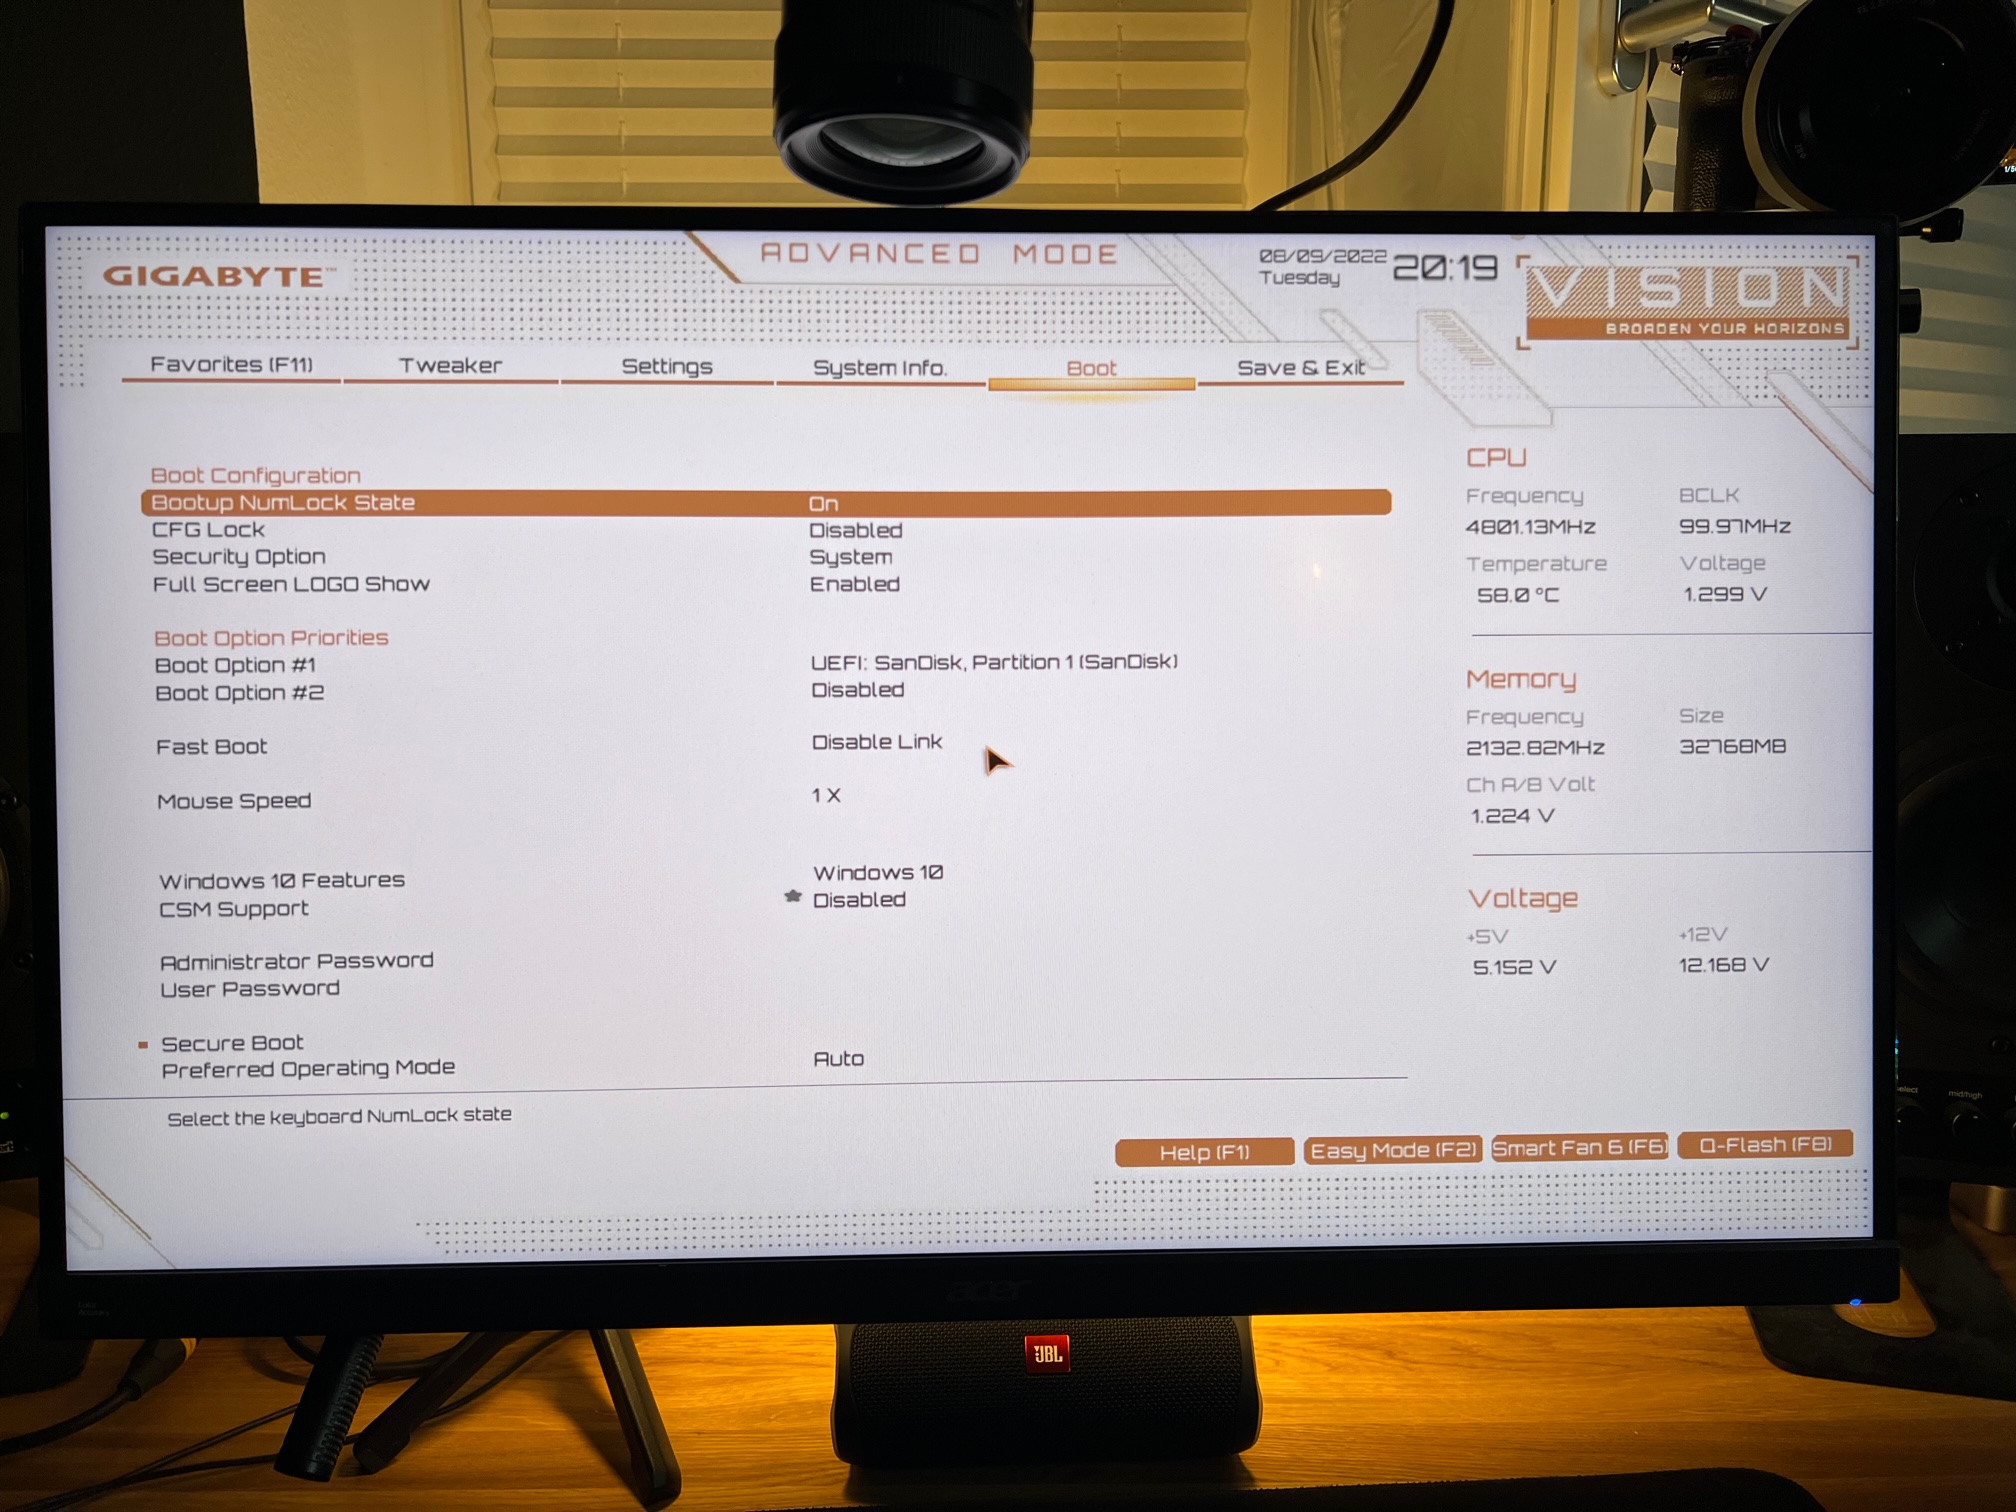 ADVANCED MODE
GIGABYTE™
08/09/2022
Tuesday
20:19
VISION
BROADEN YOUR HORIZONS
Favorites (F11)
Tweaker
Settings
System Info.
Boot
Save & Exit
Boot Configuration
Bootup NumLock State On
CFG Lock Disabled
Security Option System
Full Screen LOGO Show Enabled
Boot Option Priorities
Boot Option #1 UEFI: SanDisk, Partition 1 (SanDisk)
Boot Option #2 Disabled
Fast Boot Disable Link
Mouse Speed 1 X
Windows 10 Features Windows 10
CSM Support Disabled
Administrator Password
User Password
Secure Boot
Preferred Operating Mode Auto
Select the keyboard NumLock state
CPU
Frequency BCLK
4801.13MHz 99.97MHz
Temperature Voltage
58.0 °C 1.299 V
Memory
Frequency Size
2132.82MHz 32768MB
Ch A/B Volt
1.224 V
Voltage
+5V +12V
5.152 V 12.168 V
Help (F1)
Easy Mode (F2)
Smart Fan 6 (F6)
Q-Flash (F8)
acer
JBL
mid/high